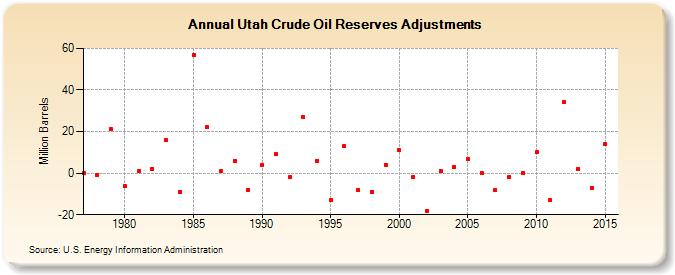 Annual Utah Crude Oil Reserves Adjustments
Million Barrels
60
40
20
0
-20
1980 1985 1990 1995 2000 2005 2010 2015
Source: U.S. Energy Information Administration